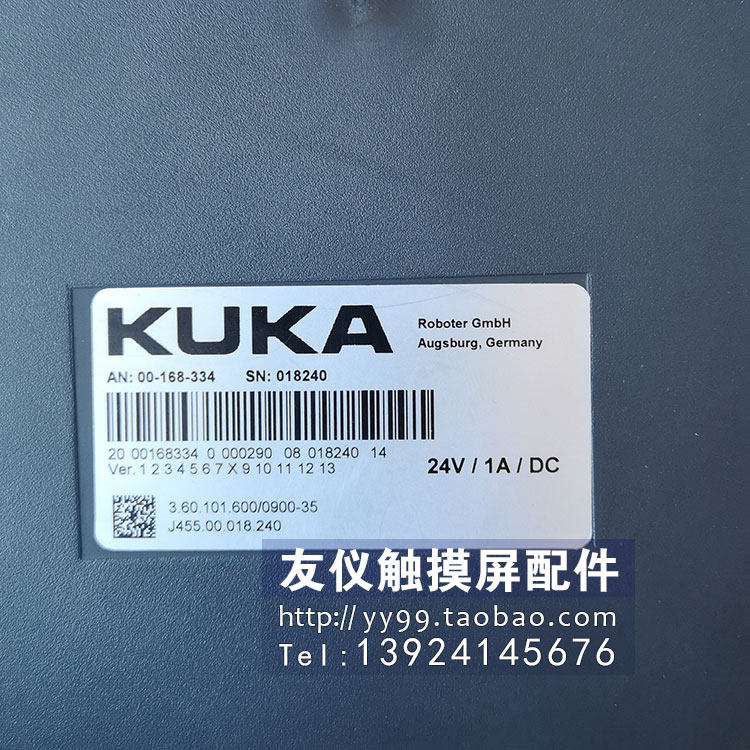 KUKA
Roboter GmbH
Augsburg, Germany
AN: 00-168-334 SN: 018240
20 00168334 0 000290 08 018240 14
Ver. 1 2 3 4 5 6 7 X 9 10 11 12 13
24V / 1A / DC
3.60.101.600/0900-35
J455.00.018.240
友仪触摸屏配件
http://yy99.taobao.com
Tel:13924145676